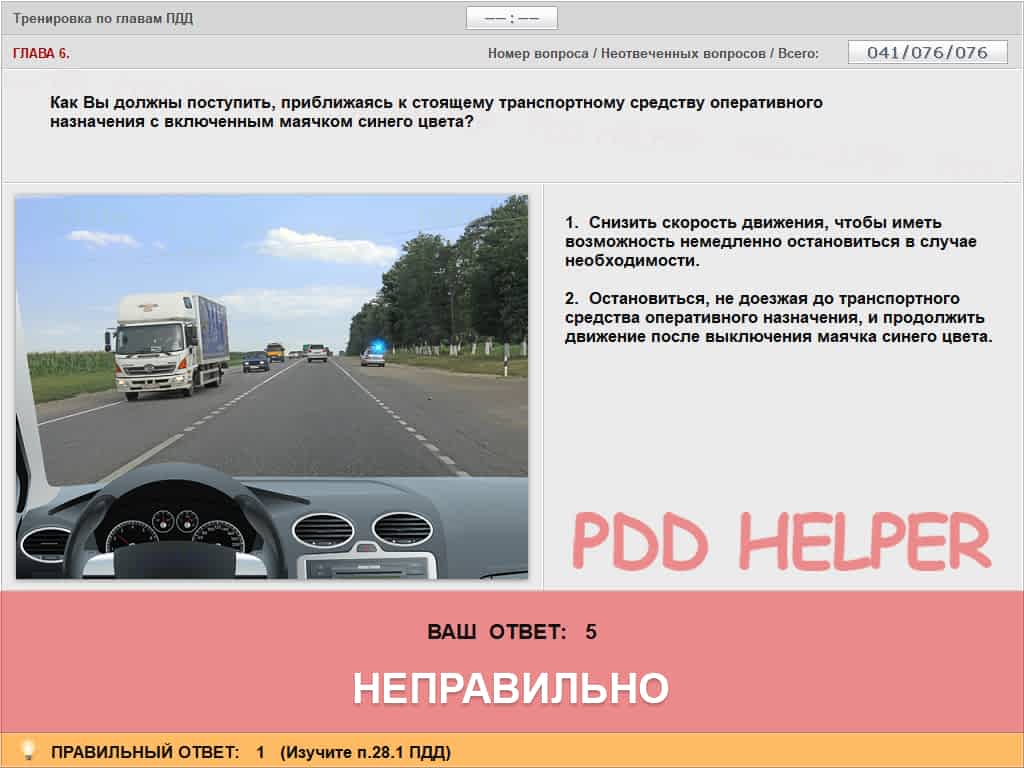 Тренировка по главам ПДД
–– : ––
ГЛАВА 6.
Номер вопроса / Неотвеченных вопросов / Всего: 041/076/076
Как Вы должны поступить, приближаясь к стоящему транспортному средству оперативного
назначения с включенным маячком синего цвета?
1. Снизить скорость движения, чтобы иметь
возможность немедленно остановиться в случае
необходимости.
2. Остановиться, не доезжая до транспортного
средства оперативного назначения, и продолжить
движение после выключения маячка синего цвета.
PDD HELPER
ВАШ ОТВЕТ: 5
НЕПРАВИЛЬНО
ПРАВИЛЬНЫЙ ОТВЕТ: 1 (Изучите п.28.1 ПДД)